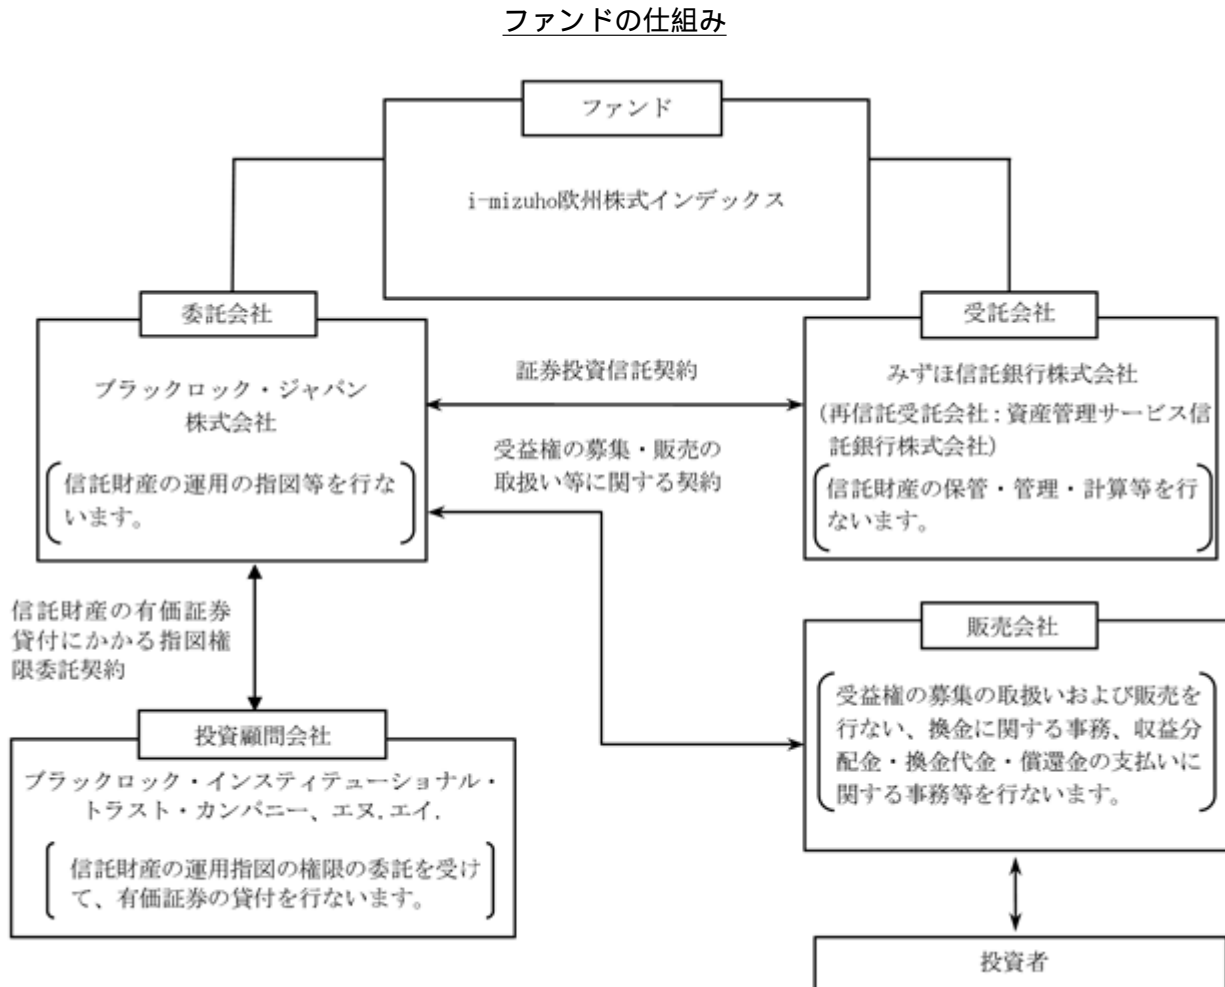 ファンドの仕組み
ファンド
i-mizuho欧州株式インデックス
委託会社
ブラックロック・ジャパン
株式会社
信託財産の運用の指図等を行な
います。
証券投資信託契約
受益権の募集・販売の
取扱い等に関する契約
受託会社
みずほ信託銀行株式会社
(再信託受託会社:資産管理サービス信
託銀行株式会社)
信託財産の保管・管理・計算等を行
ないます。
信託財産の有価証券
貸付にかかる指図権
限委託契約
販売会社
受益権の募集の取扱いおよび販売を
行ない、換金に関する事務、収益分
配金・換金代金・償還金の支払いに
関する事務等を行ないます。
投資顧問会社
ブラックロック・インスティテューショナル・
トラスト・カンパニー、エヌ.エイ.
信託財産の運用指図の権限の委託を受け
て、有価証券の貸付を行ないます。
投資者